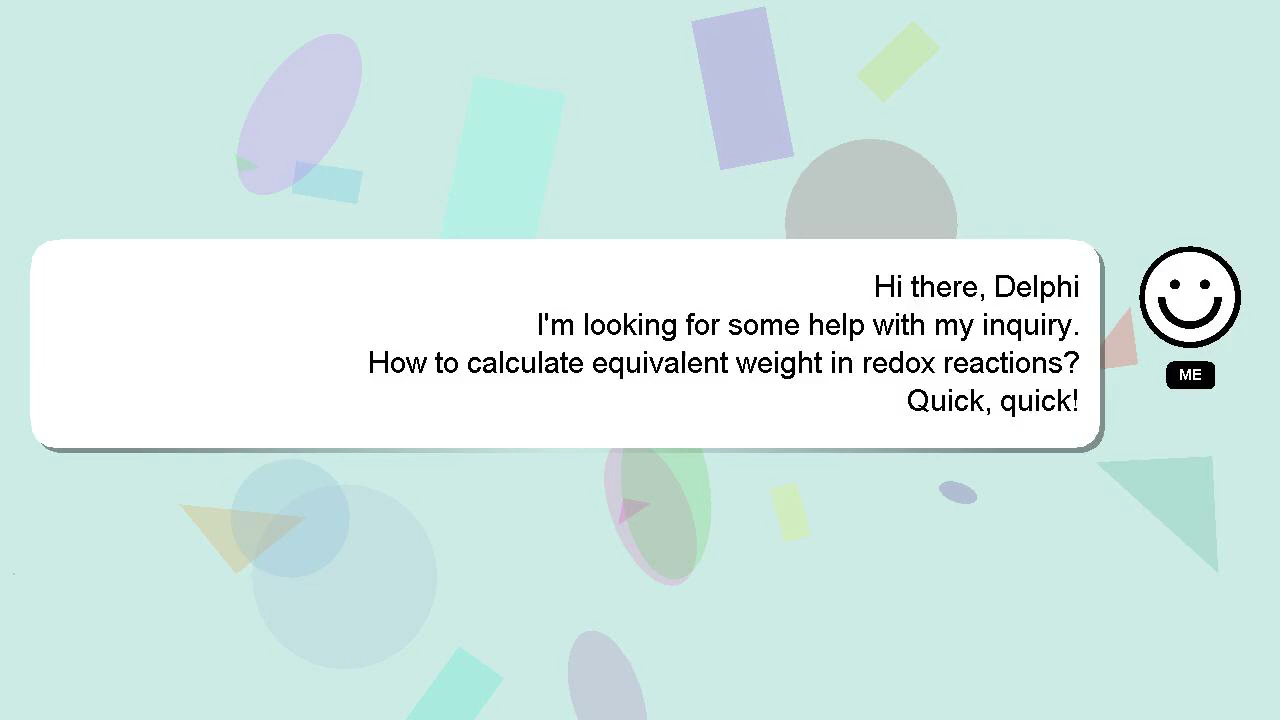 Hi there, Delphi
I'm looking for some help with my inquiry.
How to calculate equivalent weight in redox reactions?
Quick, quick!
ME